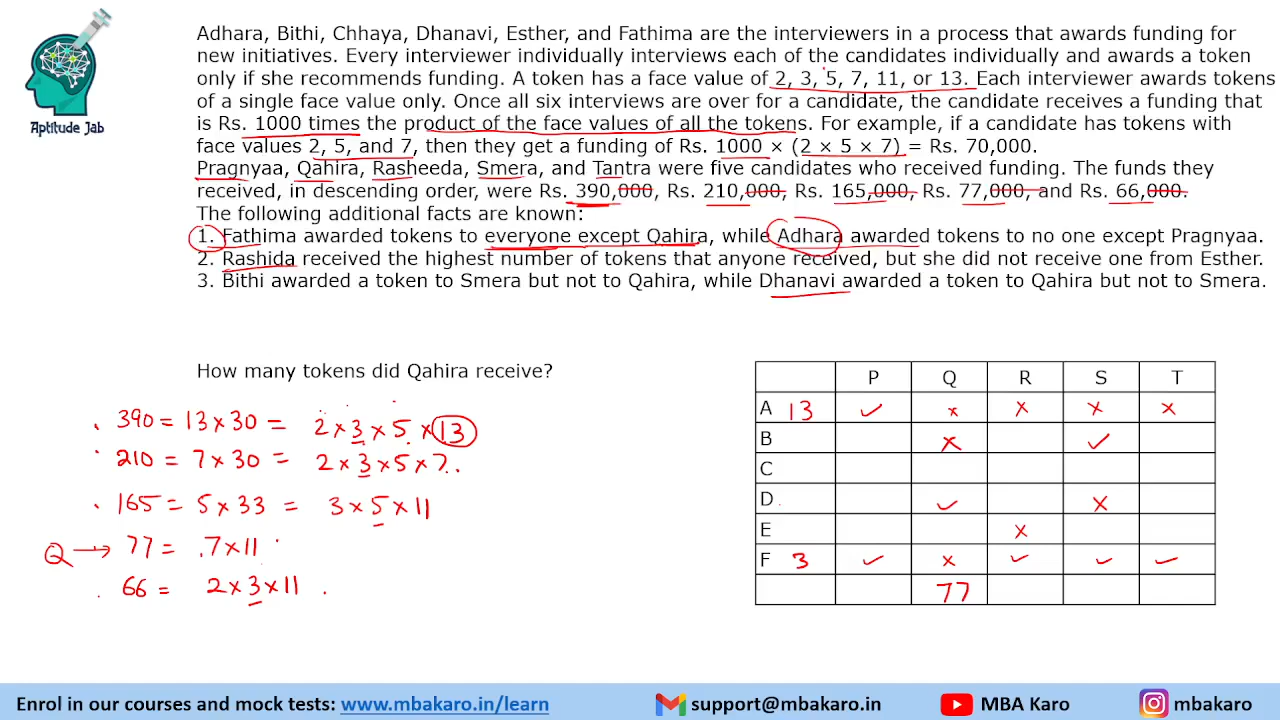 Adhara, Bithi, Chhaya, Dhanavi, Esther, and Fathima are the interviewers in a process that awards funding for
new initiatives. Every interviewer individually interviews each of the candidates individually and awards a token
only if she recommends funding. A token has a face value of 2, 3, 5, 7, 11, or 13. Each interviewer awards tokens
of a single face value only. Once all six interviews are over for a candidate, the candidate receives a funding that
is Rs. 1000 times the product of the face values of all the tokens. For example, if a candidate has tokens with
face values 2, 5, and 7, then they get a funding of Rs. 1000 × (2 × 5 × 7) = Rs. 70,000.
Pragnyaa, Qahira, Rasheeda, Smera, and Tantra were five candidates who received funding. The funds they
received, in descending order, were Rs. 390,000, Rs. 210,000, Rs. 165,000, Rs. 77,000, and Rs. 66,000.
The following additional facts are known:
1. Fathima awarded tokens to everyone except Qahira, while Adhara awarded tokens to no one except Pragnyaa.
2. Rashida received the highest number of tokens that anyone received, but she did not receive one from Esther.
3. Bithi awarded a token to Smera but not to Qahira, while Dhanavi awarded a token to Qahira but not to Smera.
Aptitude Jab
How many tokens did Qahira receive?
390 = 13 x 30 = 2 x 3 x 5 x 13
210 = 7 x 30 = 2 x 3 x 5 x 7
165 = 5 x 33 = 3 x 5 x 11
Q → 77 = 7 x 11
66 = 2 x 3 x 11
P Q R S T
A 13 ✓ x x x x
B x ✓
C
D ✓ x
E x
F 3 ✓ x ✓ ✓ ✓
77
Enrol in our courses and mock tests: www.mbakaro.in/learn support@mbakaro.in MBA Karo mbakaro